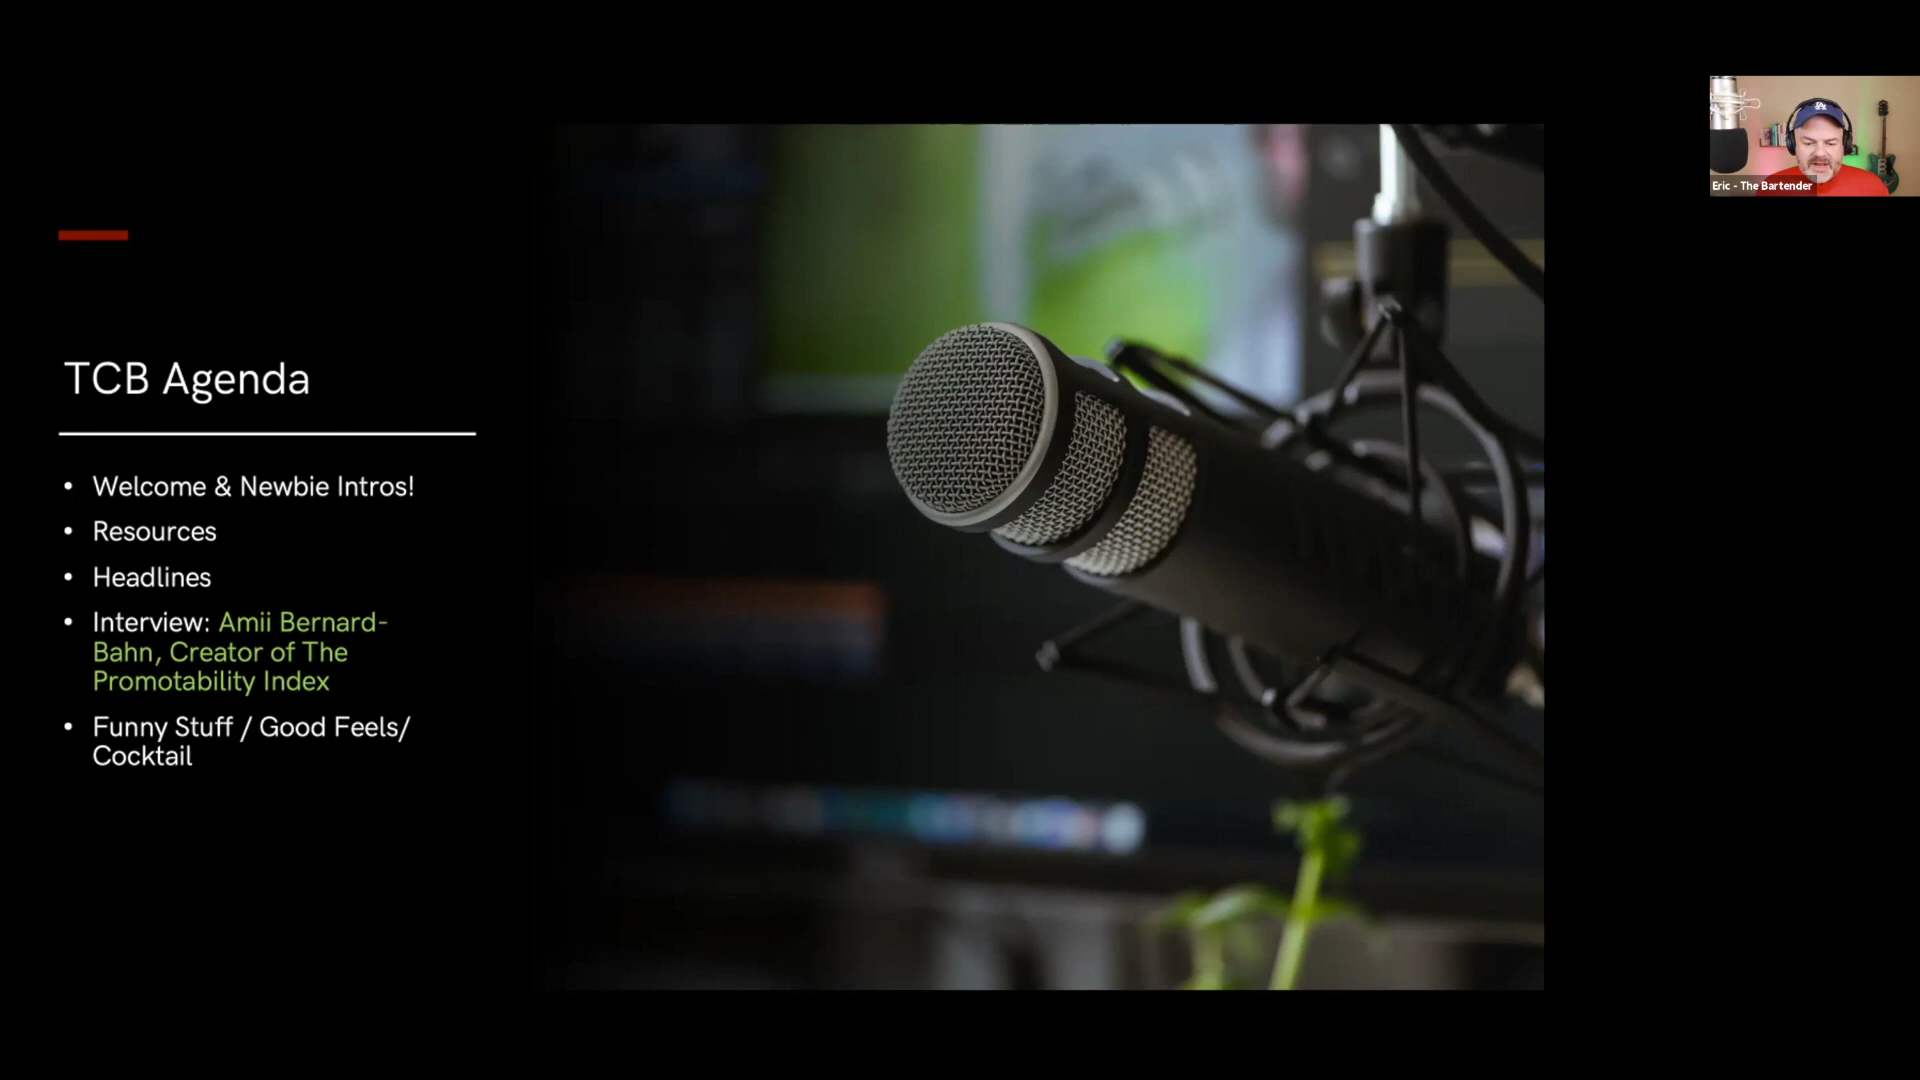 TCB Agenda
• Welcome & Newbie Intros!
• Resources
• Headlines
• Interview: Amii Bernard-
Bahn, Creator of The
Promotability Index
• Funny Stuff / Good Feels/
Cocktail
LA
Eric - The Bartender